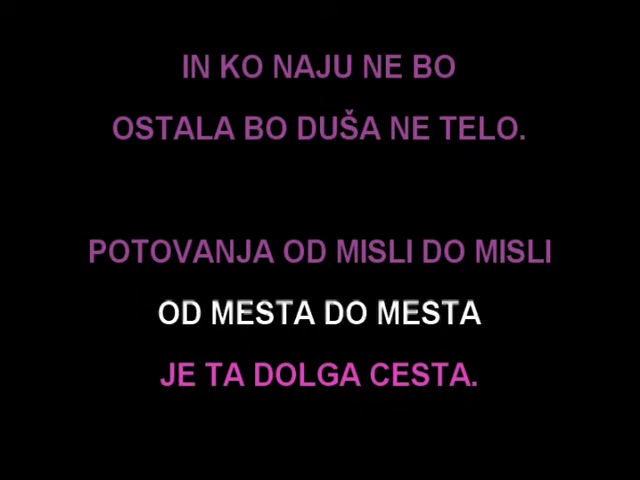 IN KO NAJU NE BO
OSTALA BO DUŠA NE TELO.
POTOVANJA OD MISLI DO MISLI
OD MESTA DO MESTA
JE TA DOLGA CESTA.